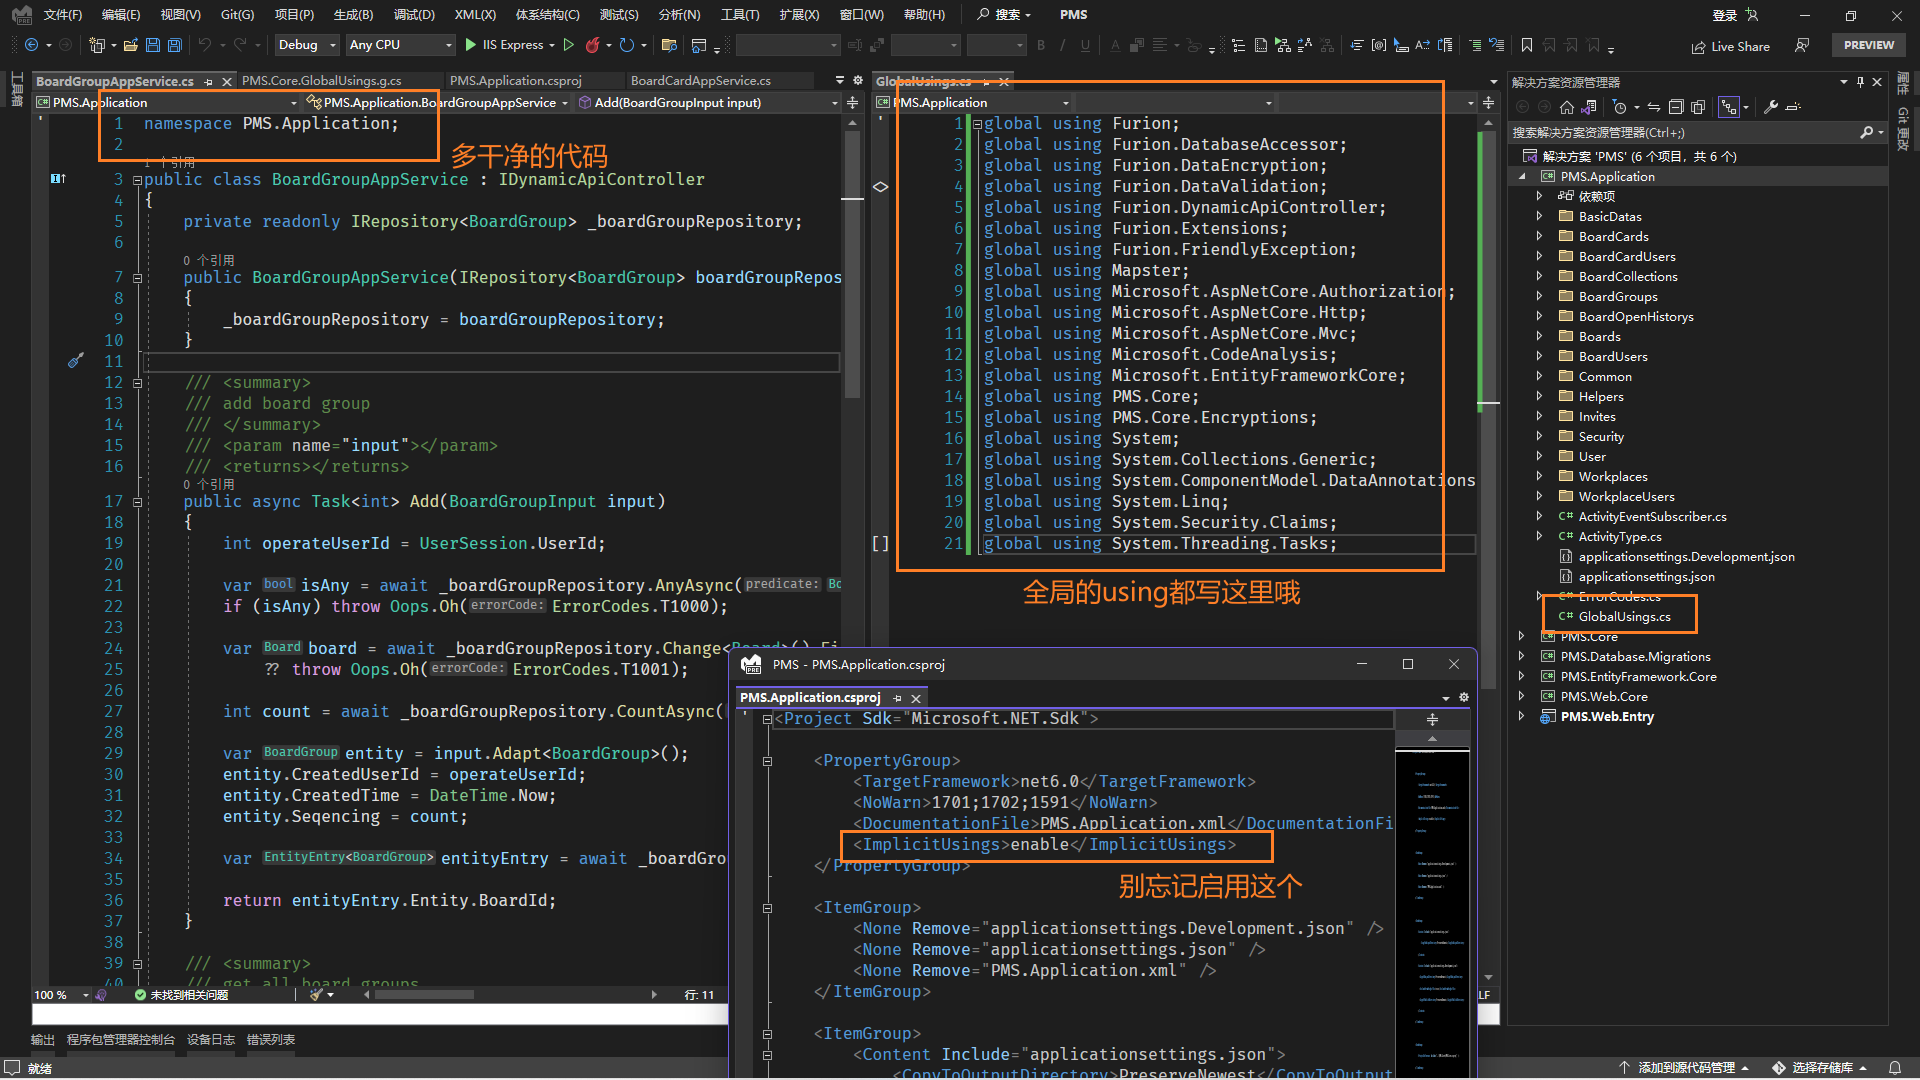 文件(F) 编辑(E) 视图(V) Git(G) 项目(P) 生成(B) 调试(D) XML(X) 体系结构(C) 测试(S) 分析(N) 工具(T) 扩展(X) 窗口(W) 帮助(H) 搜索 PMS 登录
Debug Any CPU IIS Express Live Share PREVIEW
工具箱
BoardGroupAppService.cs PMS.Core.GlobalUsings.g.cs PMS.Application.csproj BoardCardAppService.cs
PMS.Application PMS.Application.BoardGroupAppService Add(BoardGroupInput input)
1 namespace PMS.Application;
2
多干净的代码
1 个引用
3 public class BoardGroupAppService : IDynamicApiController
4 {
5 private readonly IRepository<BoardGroup> _boardGroupRepository;
6
0 个引用
7 public BoardGroupAppService(IRepository<BoardGroup> boardGroupRepos
8 {
9 _boardGroupRepository = boardGroupRepository;
10 }
11
12 /// <summary>
13 /// add board group
14 /// </summary>
15 /// <param name="input"></param>
16 /// <returns></returns>
0 个引用
17 public async Task<int> Add(BoardGroupInput input)
18 {
19 int operateUserId = UserSession.UserId;
20
21 var bool isAny = await _boardGroupRepository.AnyAsync(predicate: Bo
22 if (isAny) throw Oops.Oh(errorCode: ErrorCodes.T1000);
23
24 var Board board = await _boardGroupRepository.Change<Board>().Fi
25 ?? throw Oops.Oh(errorCode: ErrorCodes.T1001);
26
27 int count = await _boardGroupRepository.CountAsync(
28
29 var BoardGroup entity = input.Adapt<BoardGroup>();
30 entity.CreatedUserId = operateUserId;
31 entity.CreatedTime = DateTime.Now;
32 entity.Seqencing = count;
33
34 var EntityEntry<BoardGroup> entityEntry = await _boardGro
35
36 return entityEntry.Entity.BoardId;
37 }
38
39 /// <summary>
40 /// get all board groups
100 % 未找到相关问题 行: 11
GlobalUsings.cs
PMS.Application
1 global using Furion;
2 global using Furion.DatabaseAccessor;
3 global using Furion.DataEncryption;
4 global using Furion.DataValidation;
5 global using Furion.DynamicApiController;
6 global using Furion.Extensions;
7 global using Furion.FriendlyException;
8 global using Mapster;
9 global using Microsoft.AspNetCore.Authorization;
10 global using Microsoft.AspNetCore.Http;
11 global using Microsoft.AspNetCore.Mvc;
12 global using Microsoft.CodeAnalysis;
13 global using Microsoft.EntityFrameworkCore;
14 global using PMS.Core;
15 global using PMS.Core.Encryptions;
16 global using System;
17 global using System.Collections.Generic;
18 global using System.ComponentModel.DataAnnotations
19 global using System.Linq;
20 global using System.Security.Claims;
21 global using System.Threading.Tasks;
全局的using都写这里哦
LF
PMS - PMS.Application.csproj
PMS.Application.csproj
<Project Sdk="Microsoft.NET.Sdk">
<PropertyGroup>
<TargetFramework>net6.0</TargetFramework>
<NoWarn>1701;1702;1591</NoWarn>
<DocumentationFile>PMS.Application.xml</DocumentationFi
<ImplicitUsings>enable</ImplicitUsings>
</PropertyGroup>
别忘记启用这个
<ItemGroup>
<None Remove="applicationsettings.Development.json" />
<None Remove="applicationsettings.json" />
<None Remove="PMS.Application.xml" />
</ItemGroup>
<ItemGroup>
<Content Include="applicationsettings.json">
<CopyToOutputDirectory>PreserveNewest</CopyToOutput
解决方案资源管理器
搜索解决方案资源管理器(Ctrl+;)
解决方案 'PMS' (6 个项目，共 6 个)
PMS.Application
依赖项
BasicDatas
BoardCards
BoardCardUsers
BoardCollections
BoardGroups
BoardOpenHistorys
Boards
BoardUsers
Common
Helpers
Invites
Security
User
Workplaces
WorkplaceUsers
C# ActivityEventSubscriber.cs
C# ActivityType.cs
applicationsettings.Development.json
applicationsettings.json
C# ErrorCodes.cs
C# GlobalUsings.cs
PMS.Core
PMS.Database.Migrations
PMS.EntityFramework.Core
PMS.Web.Core
PMS.Web.Entry
属性
Git 更改
输出 程序包管理器控制台 设备日志 错误列表
就绪 添加到源代码管理 选择存储库